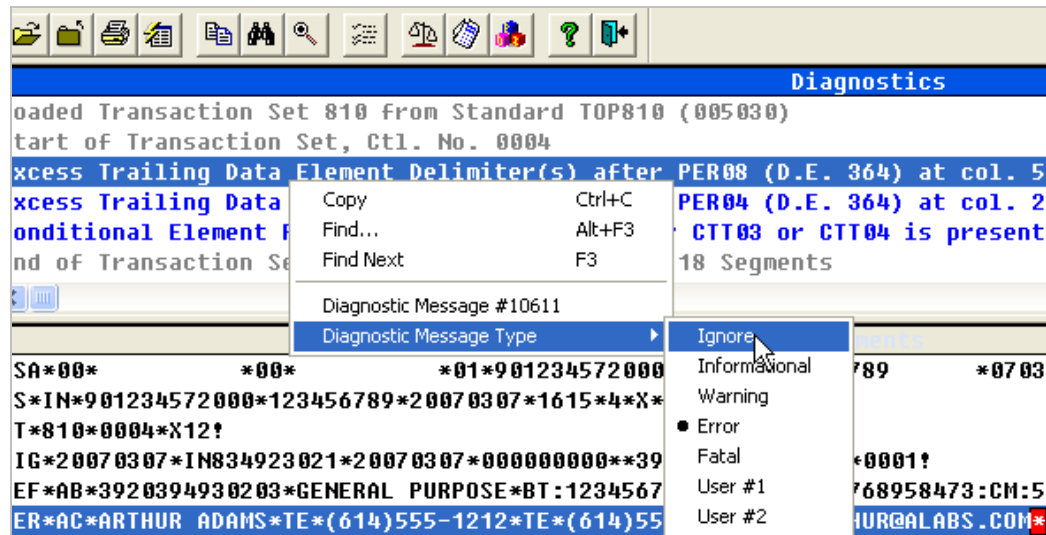 Diagnostics
oaded Transaction Set 810 from Standard TOP810 (005030)
tart of Transaction Set, Ctl. No. 0004
xcess Trailing Data Element Delimiter(s) after PER08 (D.E. 364) at col. 5
xcess Trailing Data PER04 (D.E. 364) at col. 2
onditional Element CTT03 or CTT04 is present
nd of Transaction Se 18 Segments
Copy Ctrl+C
Find... Alt+F3
Find Next F3
Diagnostic Message #10611
Diagnostic Message Type
Ignore
Informational
Warning
Error
Fatal
User #1
User #2
SA*00* *00* *01*901234572000 789 *0703
S*IN*901234572000*123456789*20070307*1615*4*X*
T*810*0004*X12!
IG*20070307*IN834923021*20070307*000000000**39 *0001!
EF*AB*3920394930203*GENERAL PURPOSE*BT:1234567 768958473:CM:5
ER*AC*ARTHUR ADAMS*TE*(614)555-1212*TE*(614)55 HUR@ALABS.COM*